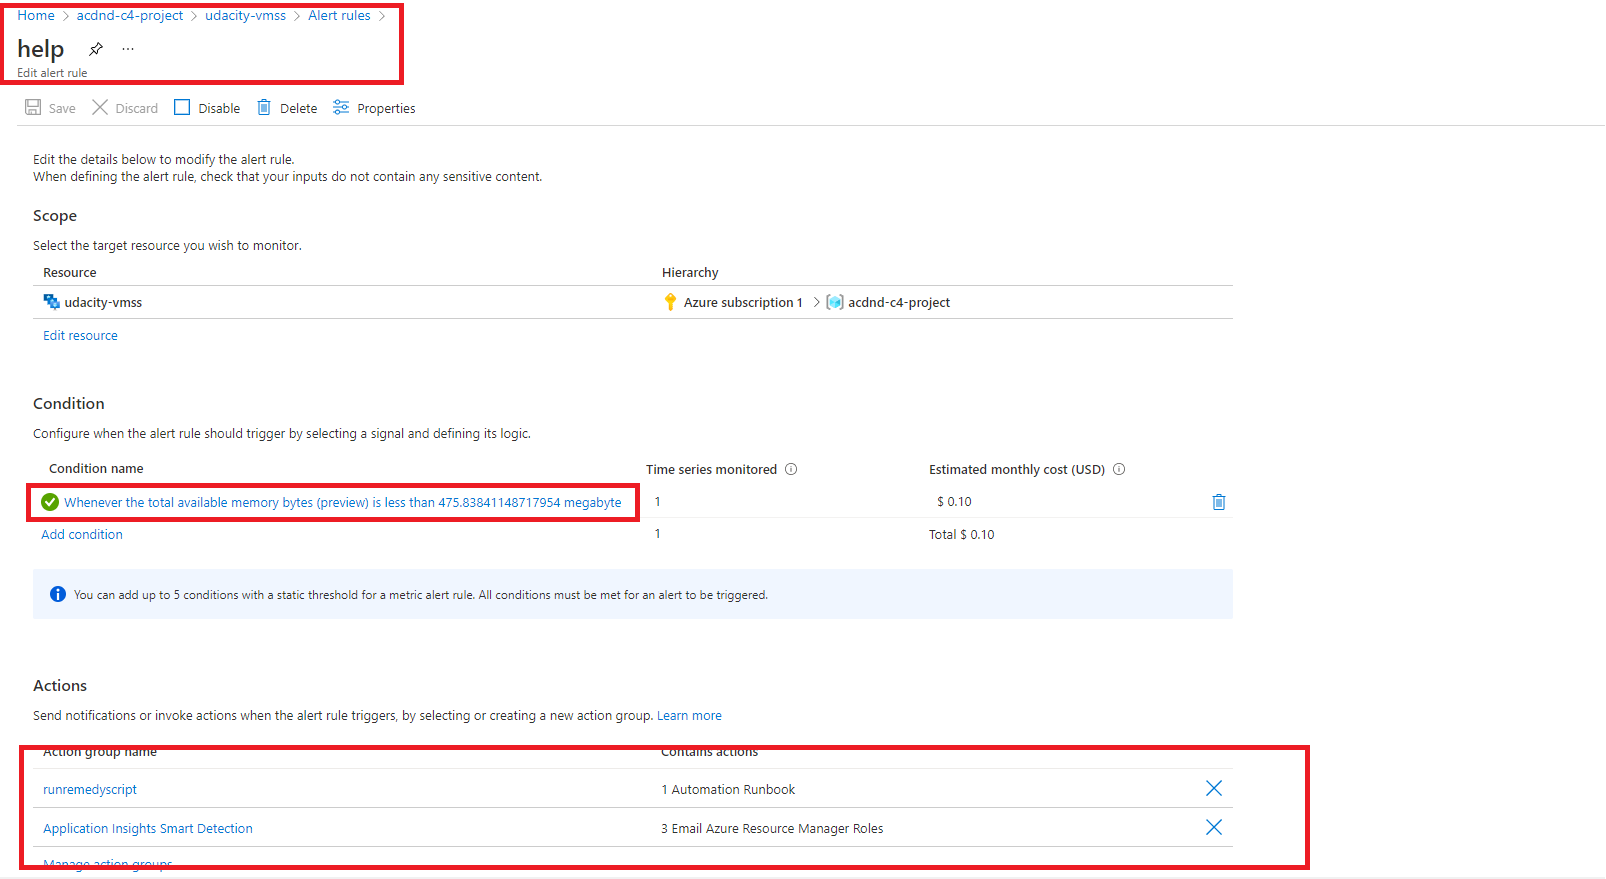 Home > acdnd-c4-project > udacity-vmss > Alert rules >
help ...
Edit alert rule
Save Discard Disable Delete Properties
Edit the details below to modify the alert rule.
When defining the alert rule, check that your inputs do not contain any sensitive content.
Scope
Select the target resource you wish to monitor.
Resource Hierarchy
udacity-vmss Azure subscription 1 > acdnd-c4-project
Edit resource
Condition
Configure when the alert rule should trigger by selecting a signal and defining its logic.
Condition name Time series monitored Estimated monthly cost (USD)
Whenever the total available memory bytes (preview) is less than 475.83841148717954 megabyte 1 $ 0.10
Add condition 1 Total $ 0.10
You can add up to 5 conditions with a static threshold for a metric alert rule. All conditions must be met for an alert to be triggered.
Actions
Send notifications or invoke actions when the alert rule triggers, by selecting or creating a new action group. Learn more
Action group name Contains actions
runremedyscript 1 Automation Runbook
Application Insights Smart Detection 3 Email Azure Resource Manager Roles
Manage action groups